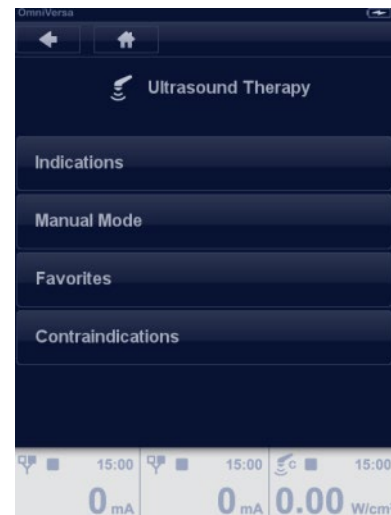 OmniVersa
Ultrasound Therapy
Indications
Manual Mode
Favorites
Contraindications
15:00 15:00 C 15:00
0 mA 0 mA 0.00 W/cm